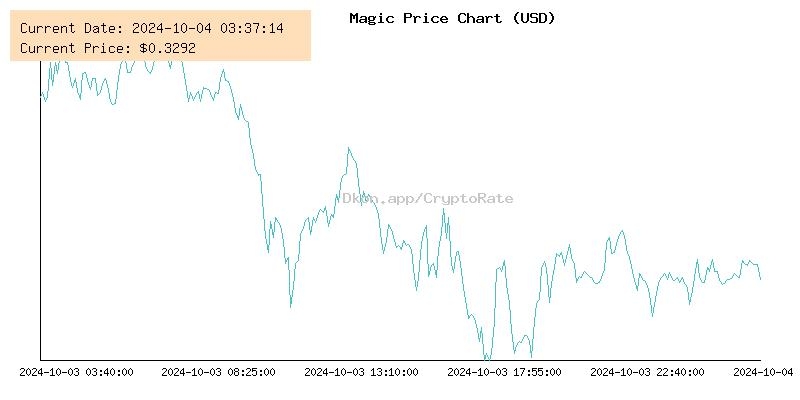 Magic Price Chart (USD)
Current Date: 2024-10-04 03:37:14
Current Price: $0.3292
Dkon.app/CryptoRate
2024-10-03 03:40:00 2024-10-03 08:25:00 2024-10-03 13:10:00 2024-10-03 17:55:00 2024-10-03 22:40:00 2024-10-04